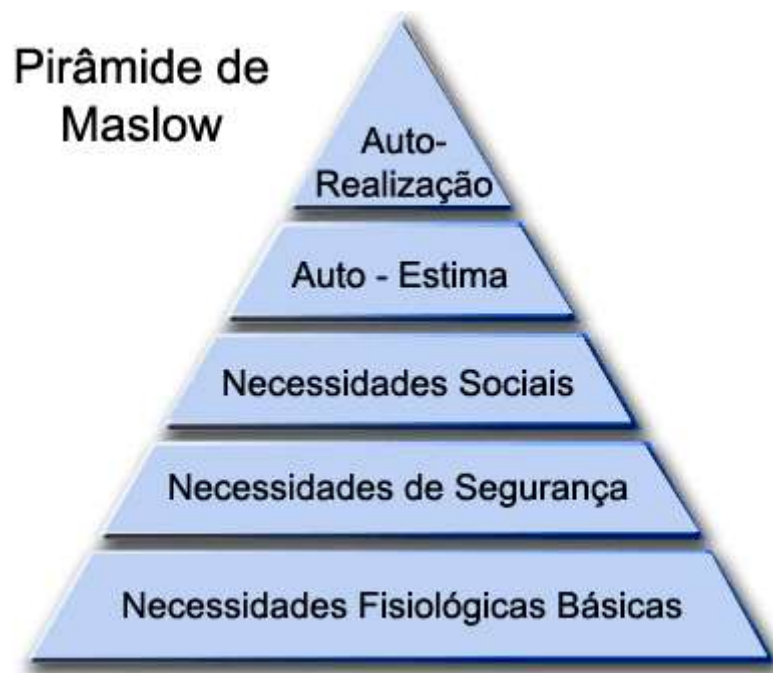 Pirâmide de
Maslow
Auto-
Realização
Auto - Estima
Necessidades Sociais
Necessidades de Segurança
Necessidades Fisiológicas Básicas